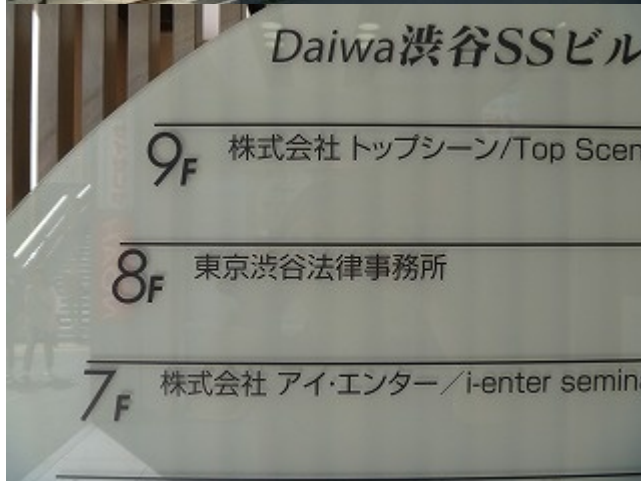 Daiwa渋谷SSビル
9F 株式会社 トップシーン/Top Scen
8F 東京渋谷法律事務所
7F 株式会社 アイ・エンター／i-enter semin